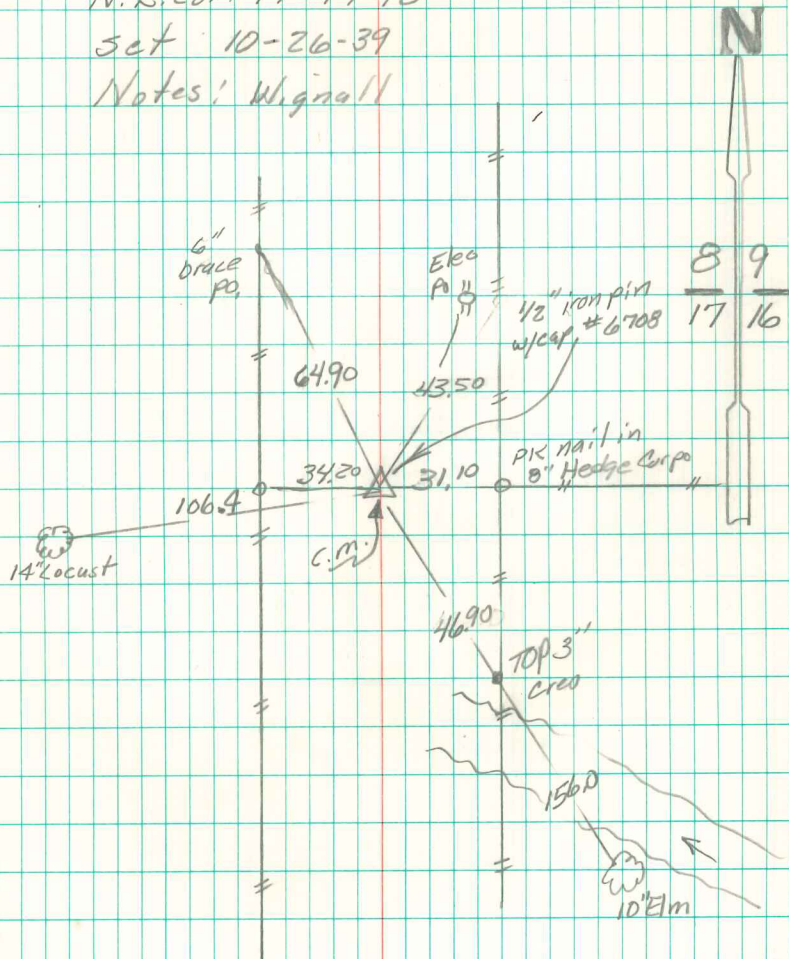 set 10-26-39
Notes: Wignall
N
6"
brace
po.
Elec
po
1/2" iron pin
w/cap #6708
8 9
17 16
64.90
43.50
34.20
31.10
PK nail in
8" Hedge Cor po
106.4
14" Locust
C.M.
46.90
TOP 3"
creo
156.0
10" Elm